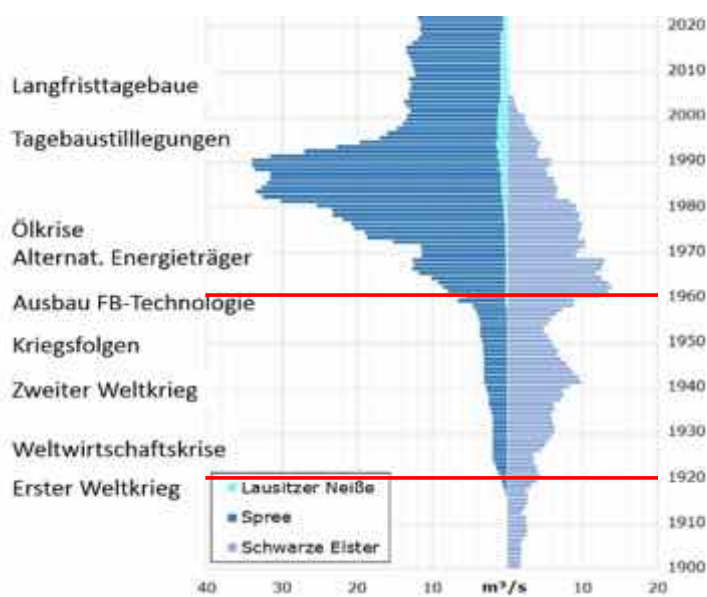 2020
2010
Langfristtagebaue
2000
Tagebaustilllegungen
1990
1980
Ölkrise
1970
Alternat. Energieträger
1960
Ausbau FB-Technologie
1950
Kriegsfolgen
1940
Zweiter Weltkrieg
1930
Weltwirtschaftskrise
1920
Erster Weltkrieg
Lausitzer Neiße
Spree
1910
Schwarze Elster
1900
40 30 20 10 m³/s 10 20